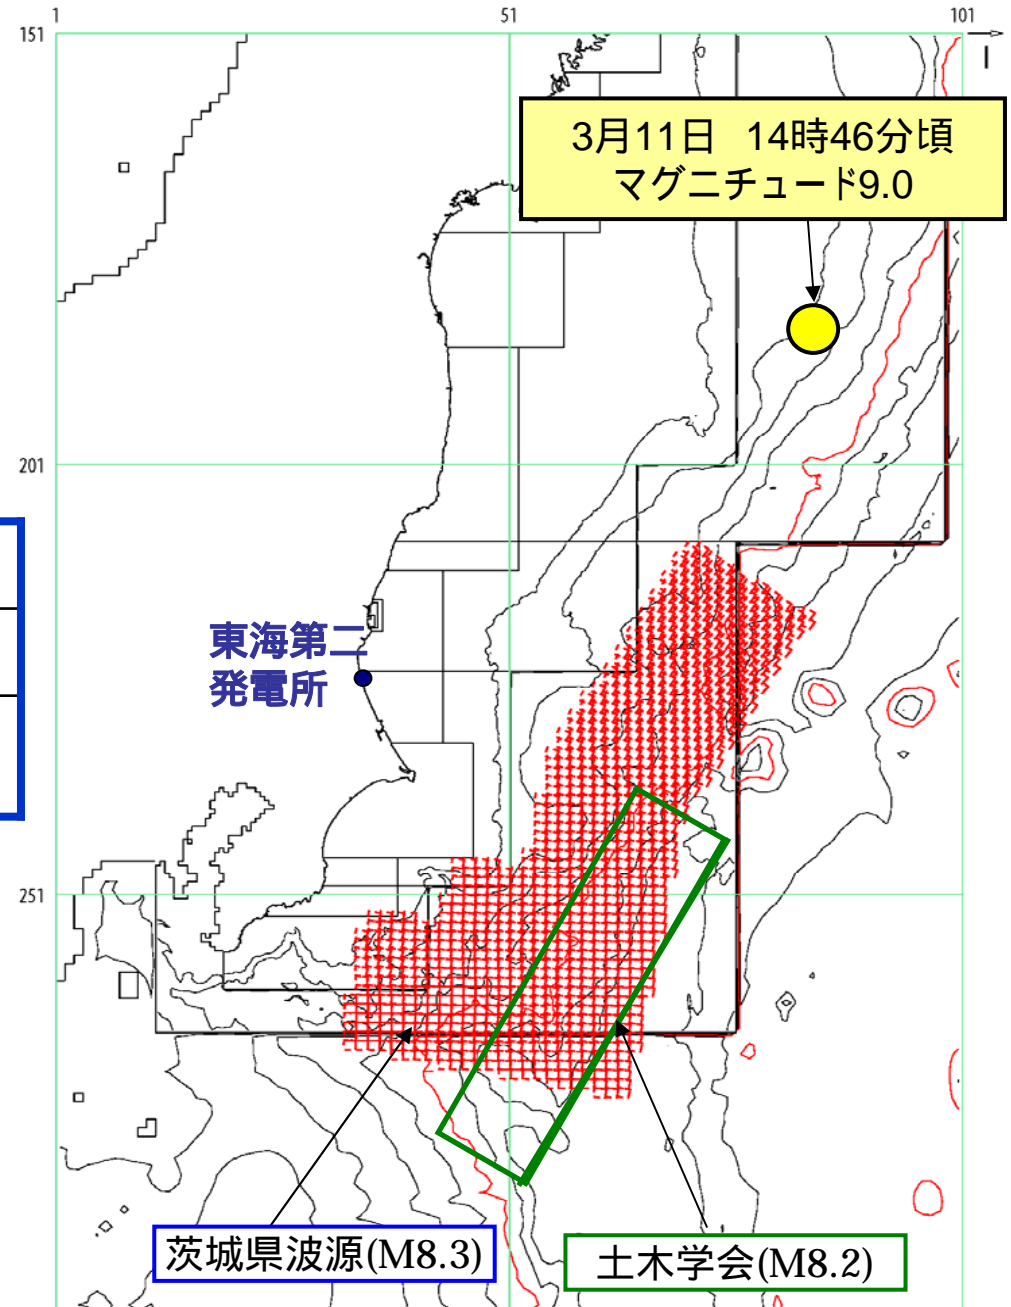 1 51 101
151
I
3月11日 14時46分頃
マグニチュード9.0
201
東海第二
発電所
251
茨城県波源(M8.3)
土木学会(M8.2)